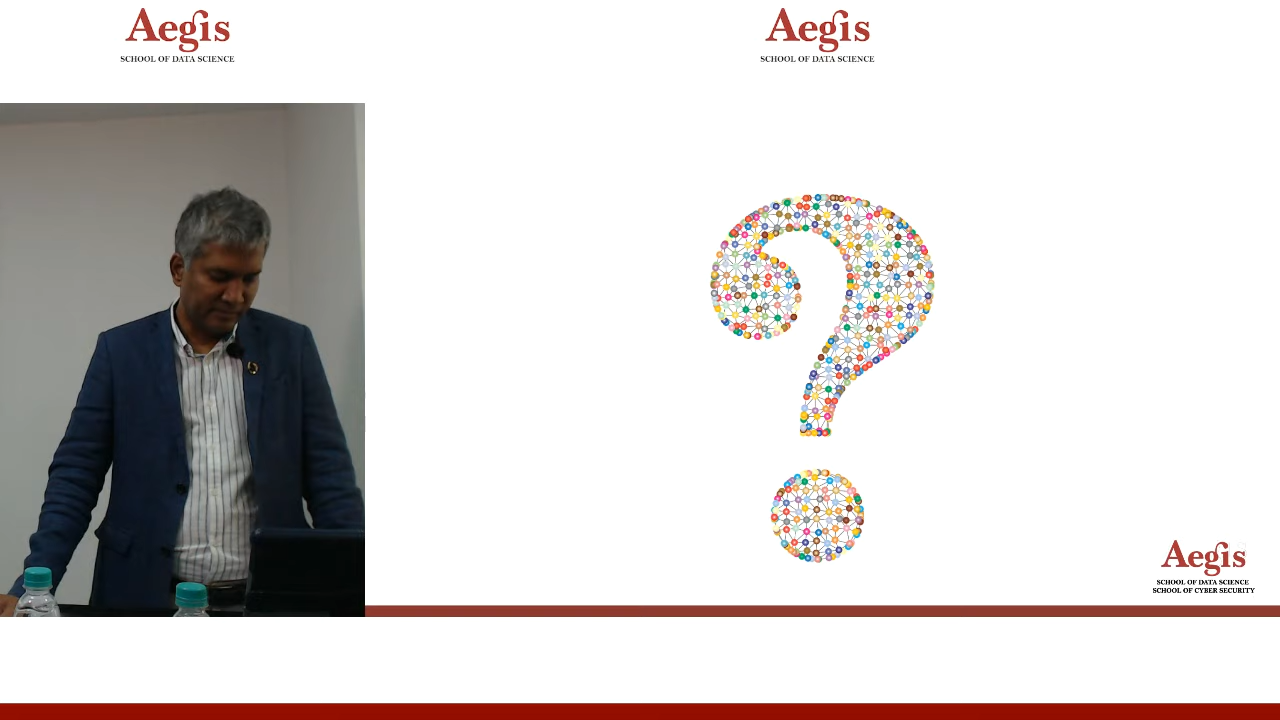 Aegis
SCHOOL OF DATA SCIENCE
Aegis
SCHOOL OF DATA SCIENCE
Aegis
SCHOOL OF DATA SCIENCE
SCHOOL OF CYBER SECURITY